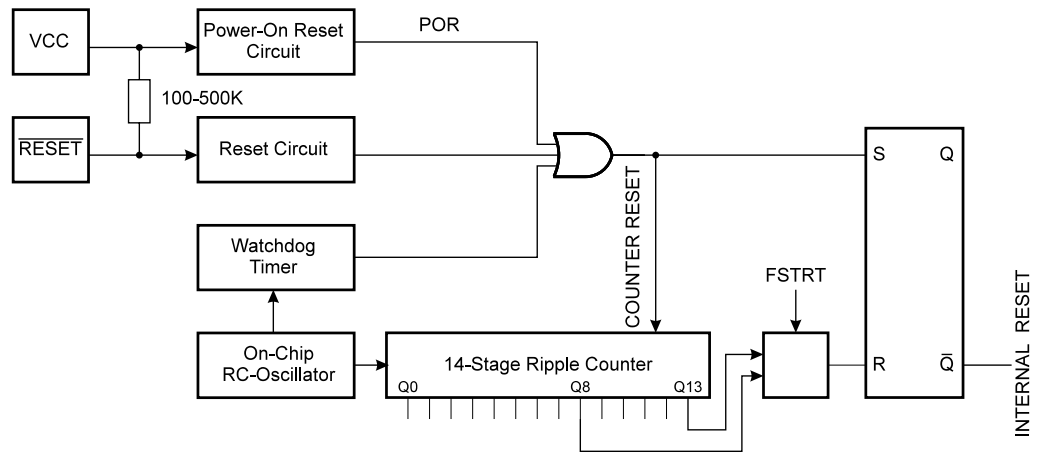 VCC
Power-On Reset
Circuit
POR
100-500K
RESET
Reset Circuit
S
Q
COUNTER RESET
Watchdog
Timer
FSTRT
On-Chip
RC-Oscillator
14-Stage Ripple Counter
Q0
Q8
Q13
R
Q̅
INTERNAL RESET